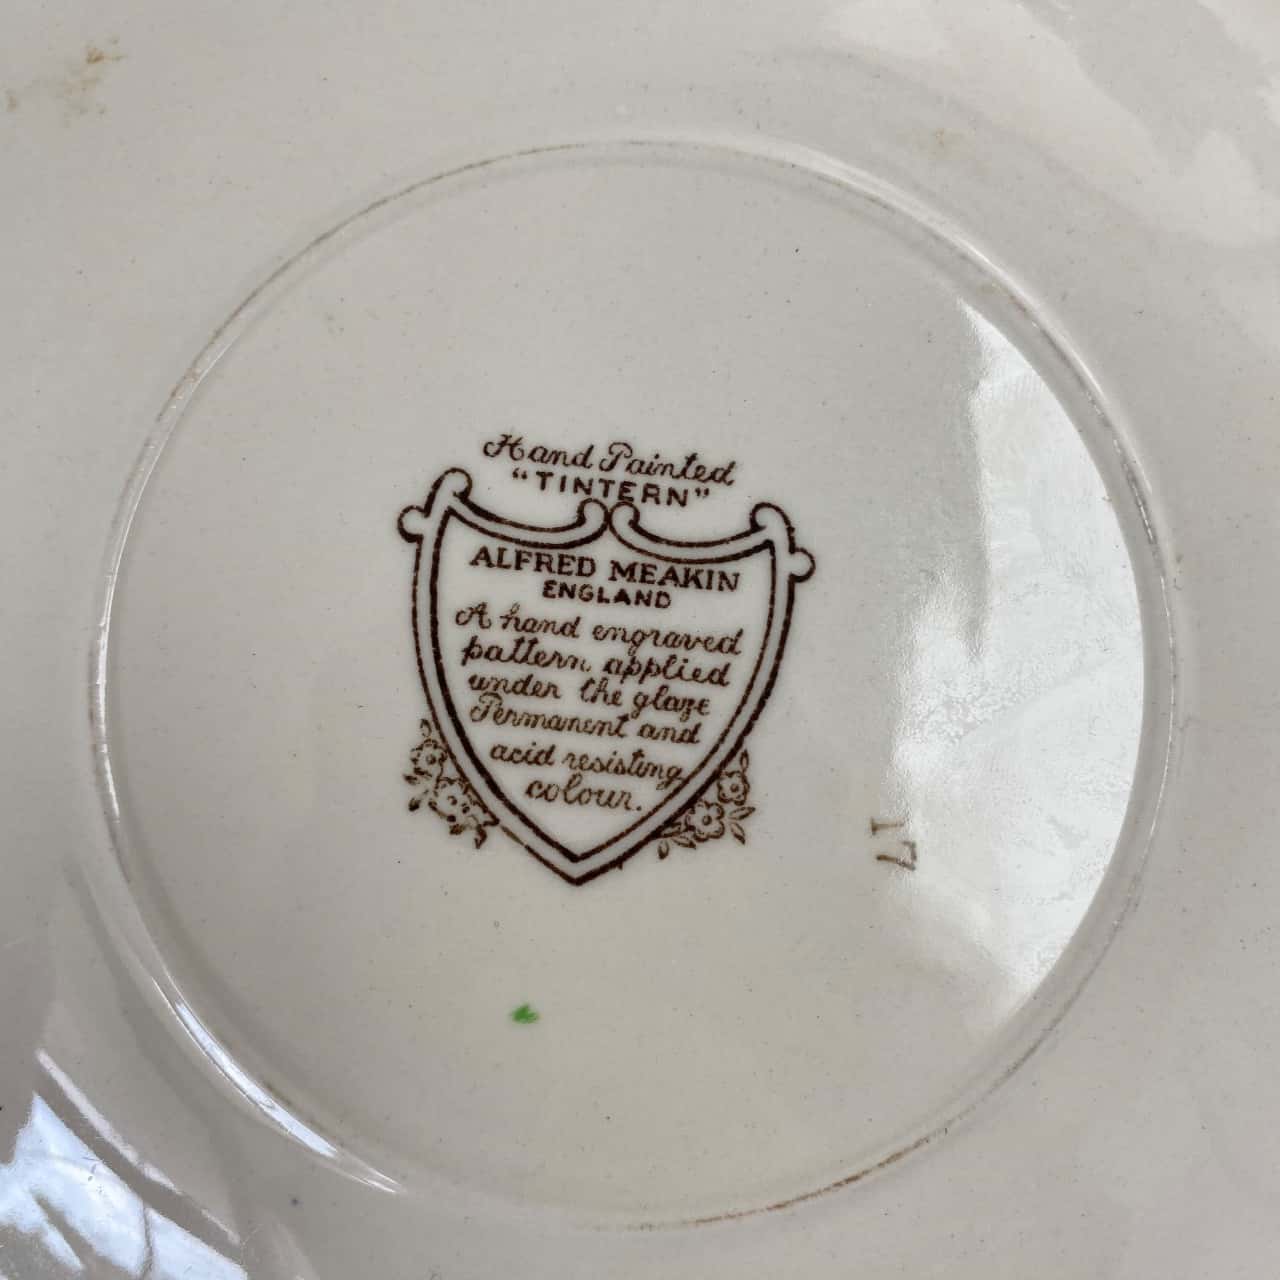 Hand Painted
"TINTERN"
ALFRED MEAKIN
ENGLAND
A hand engraved
pattern applied
under the glaze
Permanent and
acid resisting
colour.
17